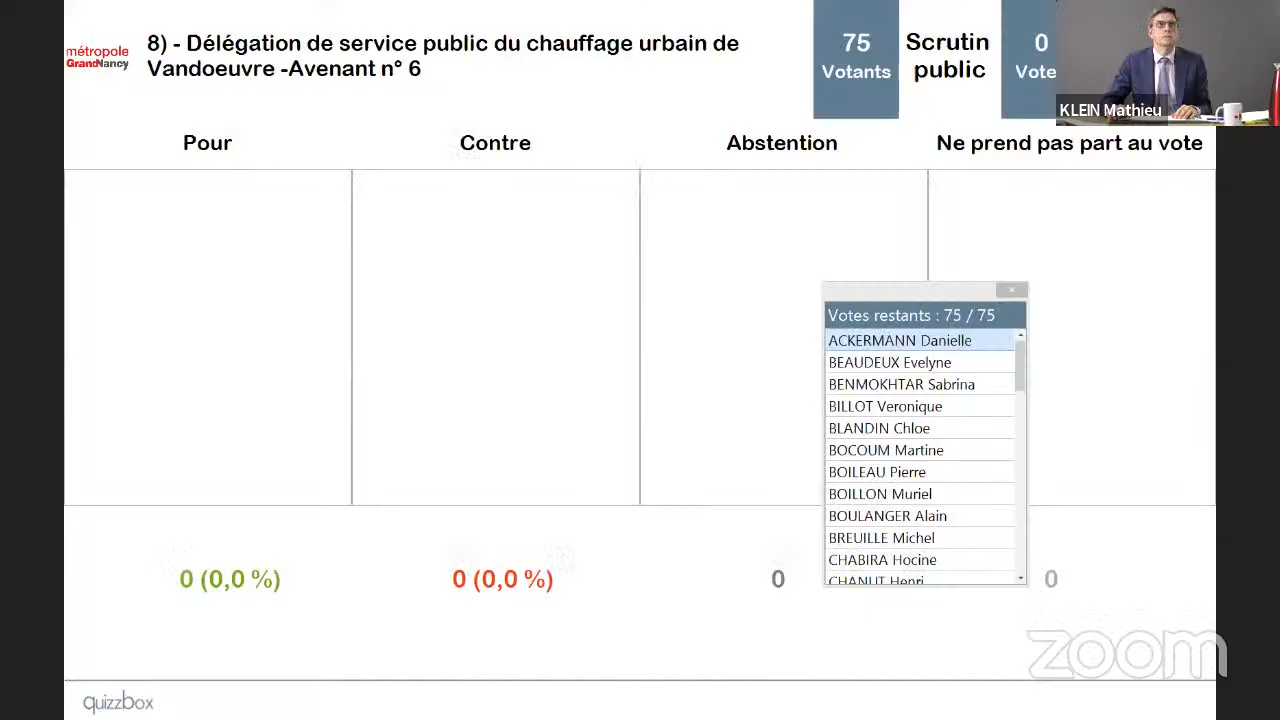 métropole
GrandNancy
8) - Délégation de service public du chauffage urbain de
Vandoeuvre -Avenant n° 6
75
Votants
Scrutin
public
0
Vote
KLEIN Mathieu
Pour
Contre
Abstention
Ne prend pas part au vote
Votes restants : 75 / 75
ACKERMANN Danielle
BEAUDEUX Evelyne
BENMOKHTAR Sabrina
BILLOT Veronique
BLANDIN Chloe
BOCOUM Martine
BOILEAU Pierre
BOILLON Muriel
BOULANGER Alain
BREUILLE Michel
CHABIRA Hocine
CHANUT Henri
0 (0,0 %)
0 (0,0 %)
0
0
zoom
quizzbox